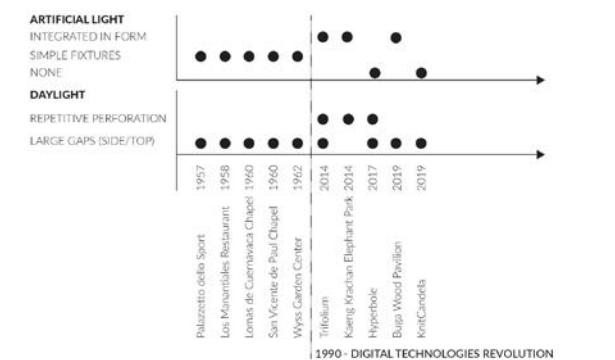 ARTIFICIAL LIGHT
INTEGRATED IN FORM
SIMPLE FIXTURES
NONE
DAYLIGHT
REPETITIVE PERFORATION
LARGE GAPS (SIDE/TOP)
1957
1958
1960
1960
1962
2014
2014
2017
2019
2019
Palazzetto dello Sport
Los Manantiales Restaurant
Lomas de Cuernavaca Chapel
San Vicente de Paul Chapel
Wyss Garden Center
Trifolium
Kaeng Krachan Elephant Park
Hyperbole
Buga Wood Pavilion
KnitCandela
1990 - DIGITAL TECHNOLOGIES REVOLUTION